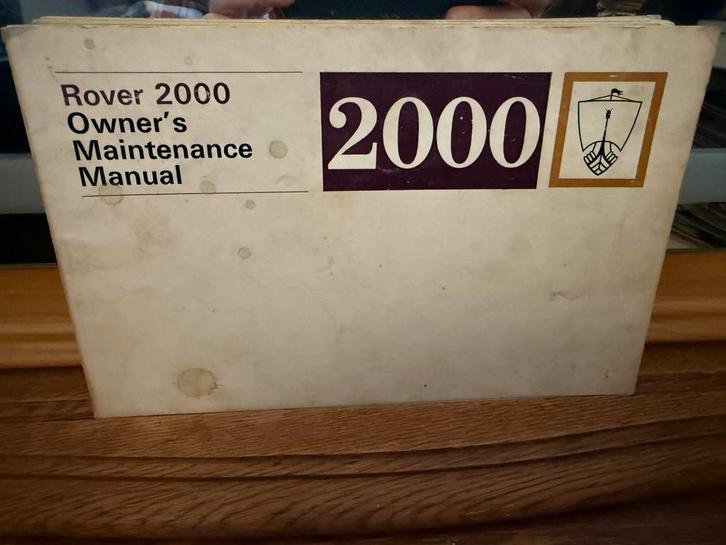 Rover 2000
Owner's
Maintenance
Manual
2000